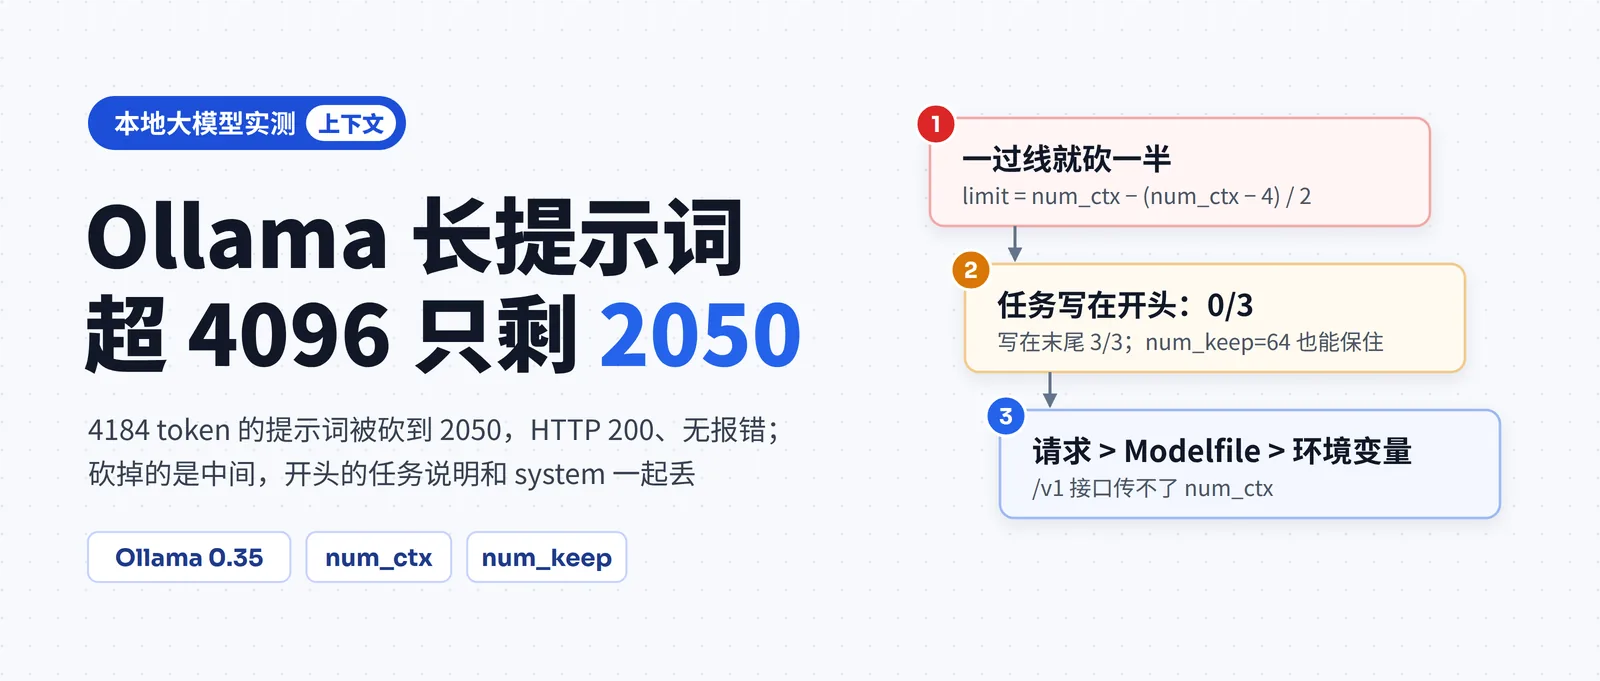 本地大模型实测 上下文
Ollama 长提示词
超 4096 只剩 2050
4184 token 的提示词被砍到 2050，HTTP 200、无报错；
砍掉的是中间，开头的任务说明和 system 一起丢
Ollama 0.35 num_ctx num_keep
1
一过线就砍一半
limit = num_ctx − (num_ctx − 4) / 2
2
任务写在开头：0/3
写在末尾 3/3；num_keep=64 也能保住
3
请求 > Modelfile > 环境变量
/v1 接口传不了 num_ctx